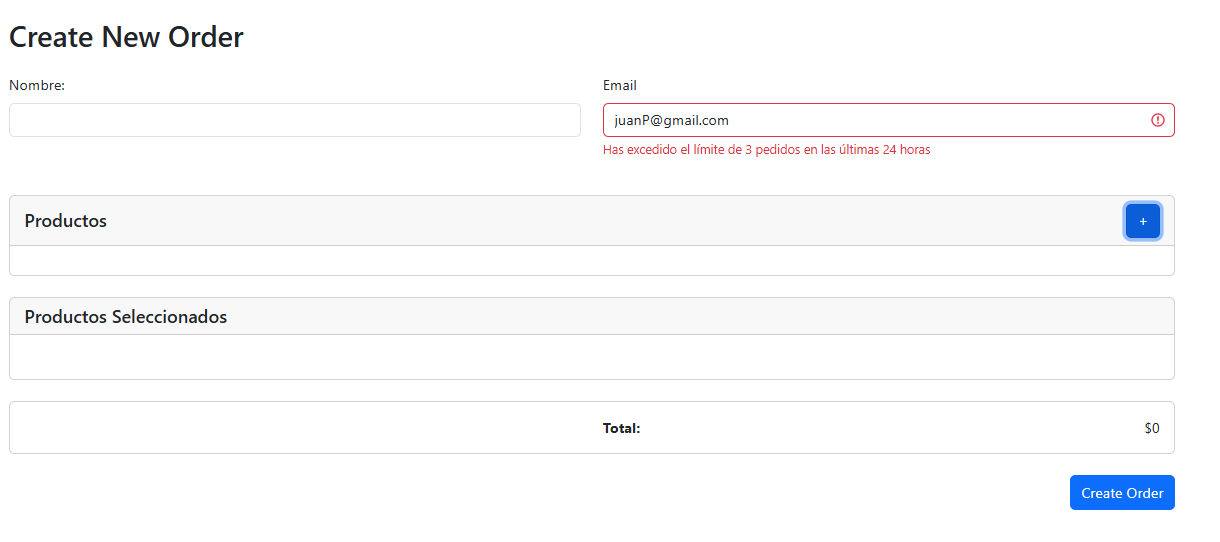 Create New Order
Nombre:
Email
juanP@gmail.com
Has excedido el límite de 3 pedidos en las últimas 24 horas
Productos
+
Productos Seleccionados
Total:
$0
Create Order